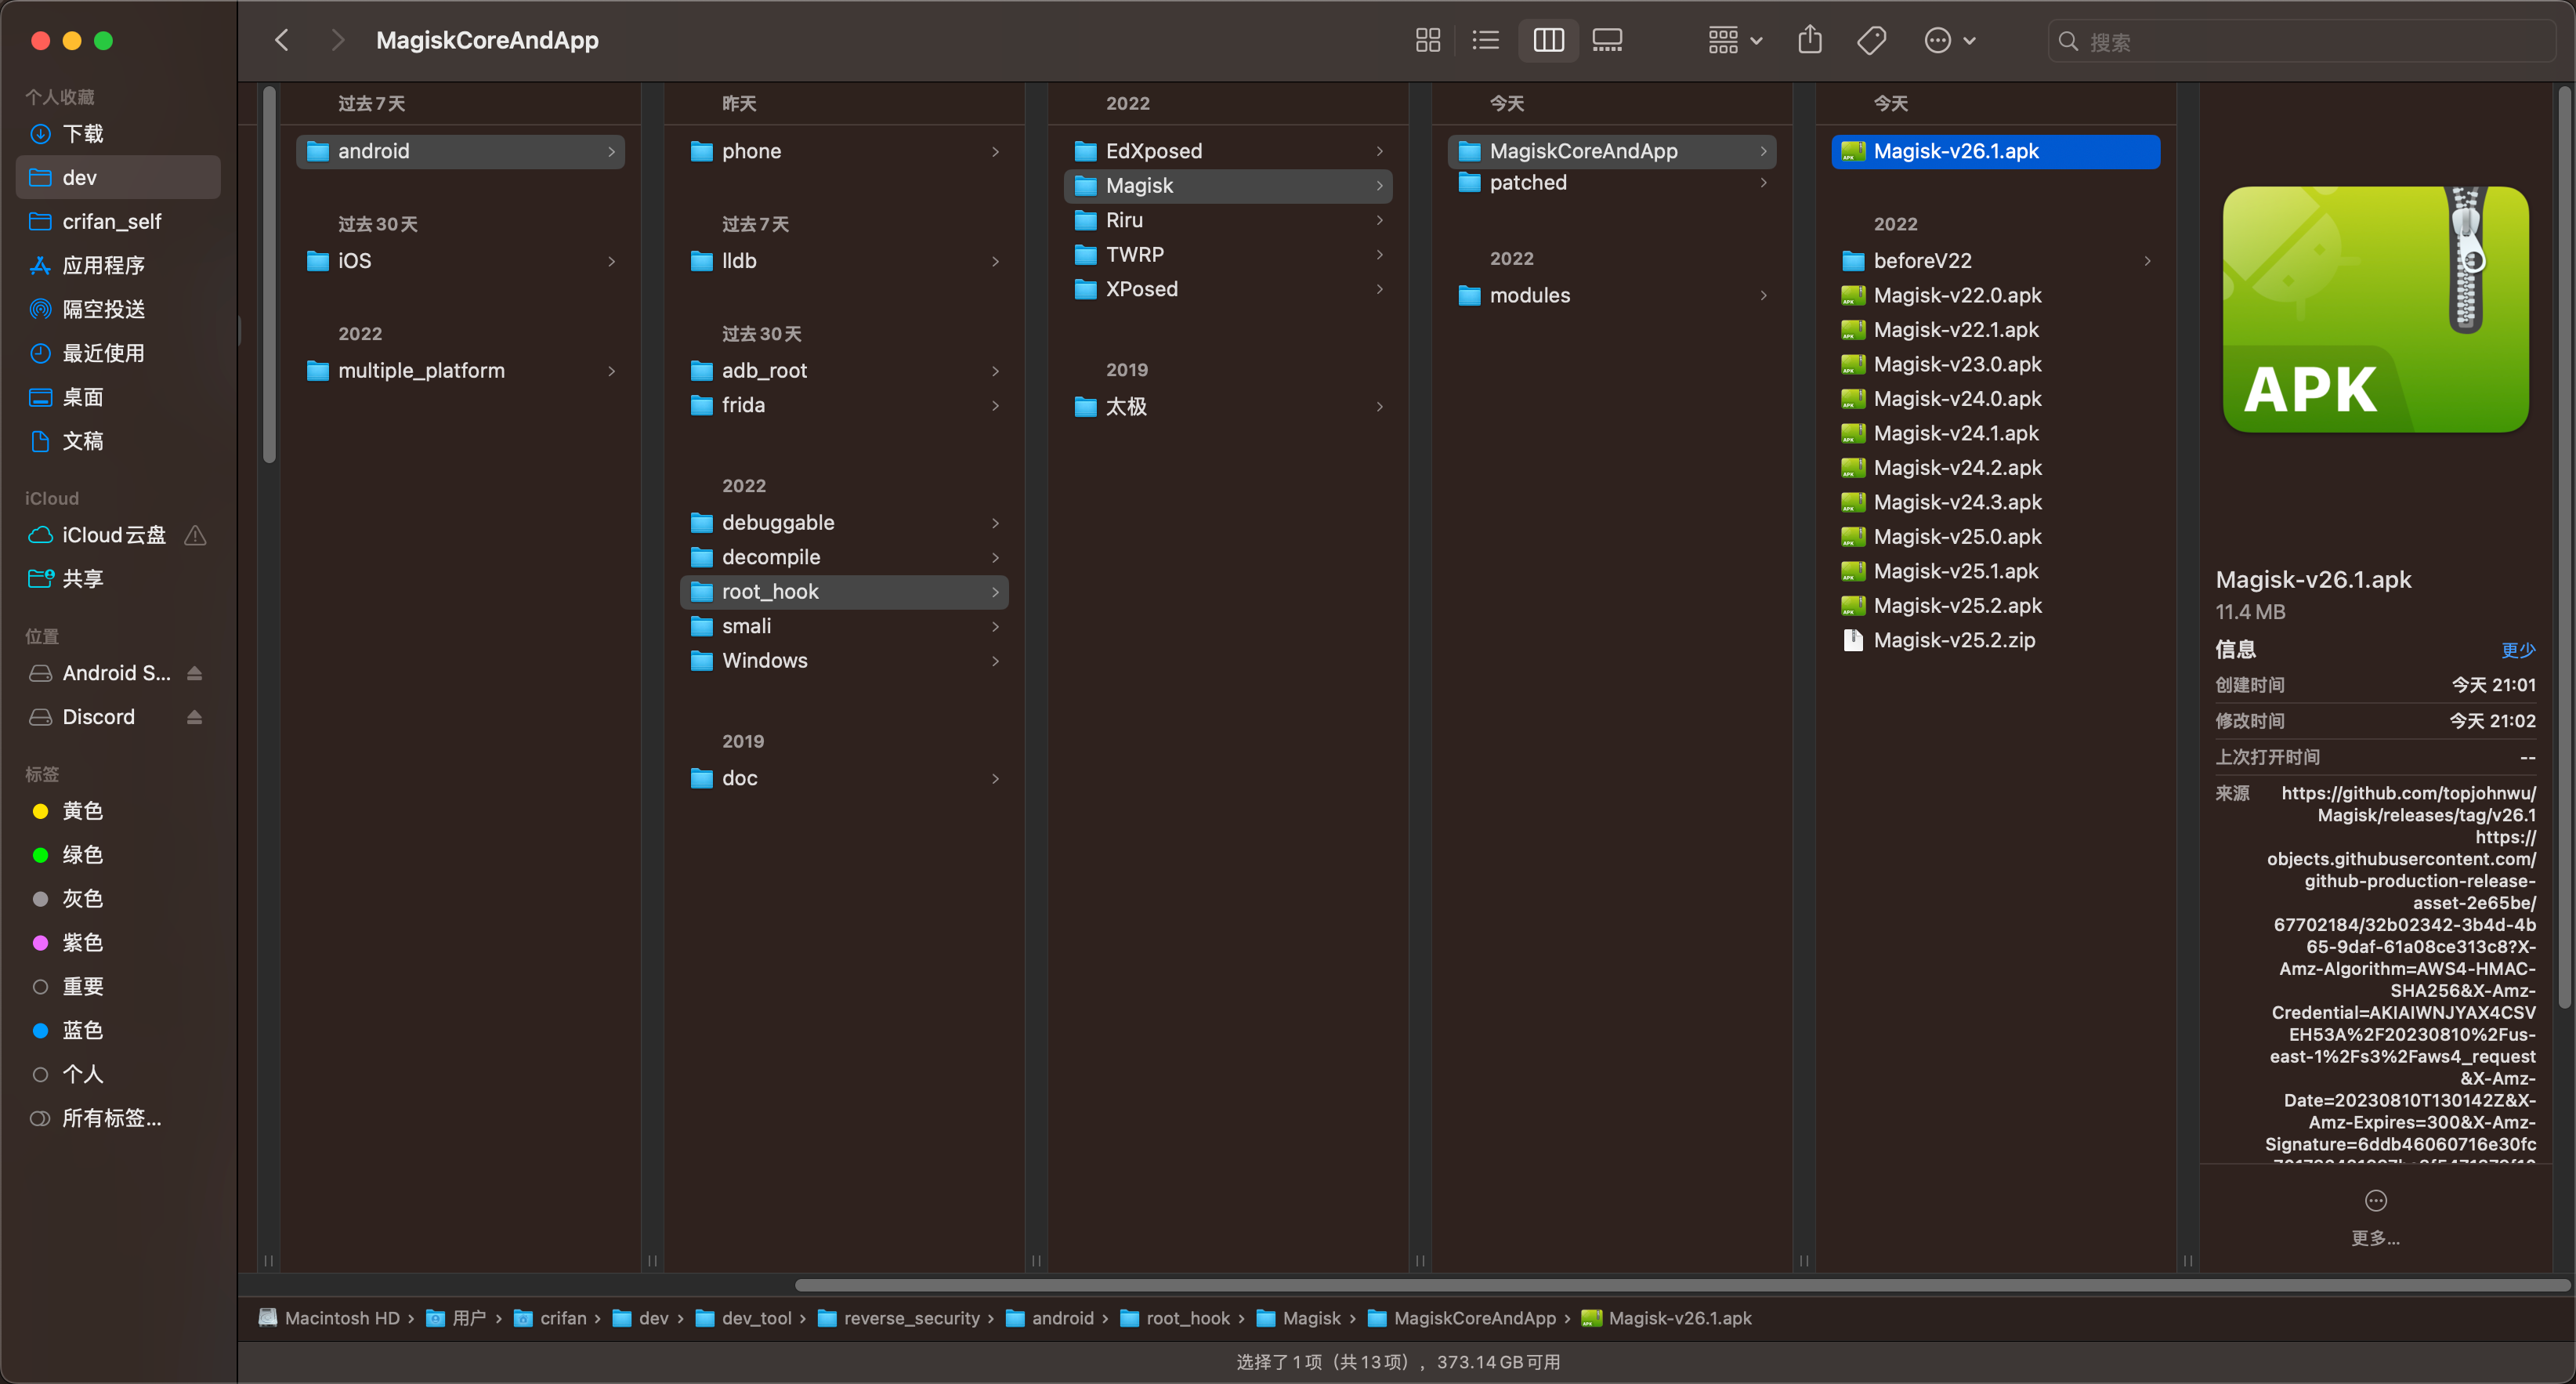 MagiskCoreAndApp
搜索
个人收藏
下载
dev
crifan_self
应用程序
隔空投送
最近使用
桌面
文稿
iCloud
iCloud云盘
共享
位置
Android S...
Discord
标签
黄色
绿色
灰色
紫色
重要
蓝色
个人
所有标签...
过去7天
android
过去30天
iOS
2022
multiple_platform
昨天
phone
过去7天
lldb
过去30天
adb_root
frida
2022
debuggable
decompile
root_hook
smali
Windows
2019
doc
2022
EdXposed
Magisk
Riru
TWRP
XPosed
2019
太极
今天
MagiskCoreAndApp
patched
2022
modules
今天
Magisk-v26.1.apk
2022
beforeV22
Magisk-v22.0.apk
Magisk-v22.1.apk
Magisk-v23.0.apk
Magisk-v24.0.apk
Magisk-v24.1.apk
Magisk-v24.2.apk
Magisk-v24.3.apk
Magisk-v25.0.apk
Magisk-v25.1.apk
Magisk-v25.2.apk
Magisk-v25.2.zip
APK
Magisk-v26.1.apk
11.4 MB
信息 更少
创建时间 今天 21:01
修改时间 今天 21:02
上次打开时间 --
来源 https://github.com/topjohnwu/
Magisk/releases/tag/v26.1
https://
objects.githubusercontent.com/
github-production-release-
asset-2e65be/
67702184/32b02342-3b4d-4b
65-9daf-61a08ce313c8?X-
Amz-Algorithm=AWS4-HMAC-
SHA256&X-Amz-
Credential=AKIAIWNJYAX4CSV
EH53A%2F20230810%2Fus-
east-1%2Fs3%2Faws4_request
&X-Amz-
Date=20230810T130142Z&X-
Amz-Expires=300&X-Amz-
Signature=6ddb46060716e30fc
更多...
Macintosh HD › 用户 › crifan › dev › dev_tool › reverse_security › android › root_hook › Magisk › MagiskCoreAndApp › Magisk-v26.1.apk
选择了1项（共13项），373.14 GB可用